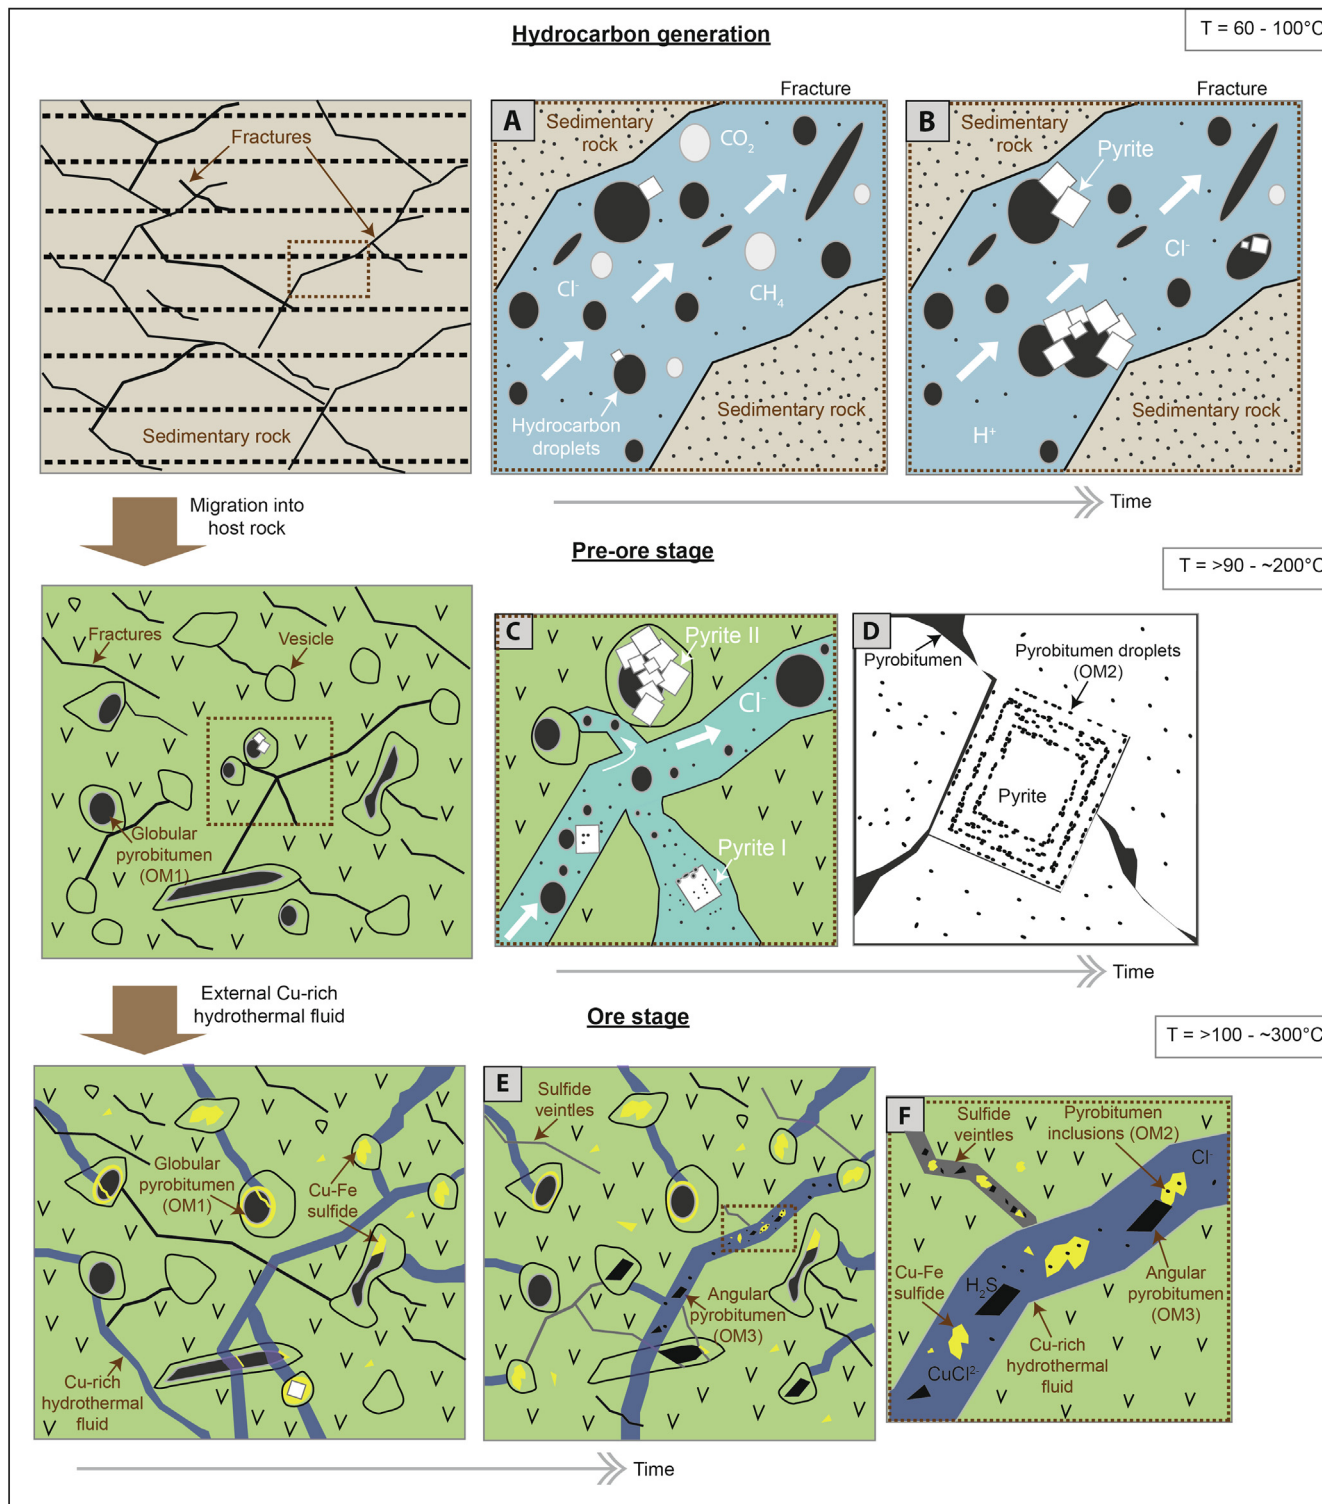 Hydrocarbon generation
T = 60 - 100°C
Fractures
Sedimentary rock
A
Fracture
Sedimentary
rock
CO2
Cl-
CH4
Hydrocarbon
droplets
Sedimentary rock
B
Fracture
Sedimentary
rock
Pyrite
Cl-
H+
Sedimentary rock
Time
Migration into
host rock
Pre-ore stage
T = >90 - ~200°C
Fractures
Vesicle
Globular
pyrobitumen
(OM1)
C
Pyrite II
Cl-
Pyrite I
D
Pyrobitumen
Pyrobitumen droplets
(OM2)
Pyrite
Time
External Cu-rich
hydrothermal fluid
Ore stage
T = >100 - ~300°C
Globular
pyrobitumen
(OM1)
Cu-Fe
sulfide
Cu-rich
hydrothermal
fluid
E
Sulfide
veintles
Angular
pyrobitumen
(OM3)
F
Sulfide
veintles
Pyrobitumen
inclusions (OM2)
Cl-
H2S
Cu-Fe
sulfide
Angular
pyrobitumen
(OM3)
Cu-rich
hydrothermal
fluid
CuCl2-
Time